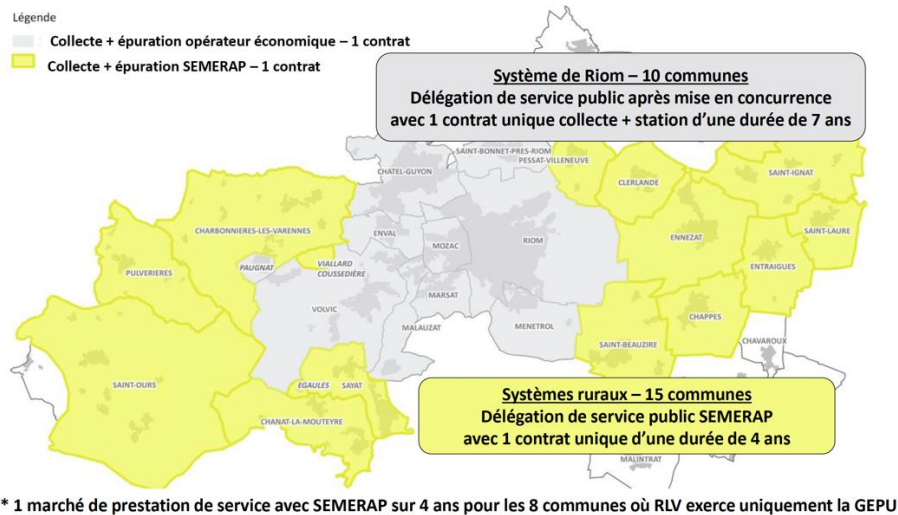 Légende
Collecte + épuration opérateur économique – 1 contrat
Collecte + épuration SEMERAP – 1 contrat
Système de Riom – 10 communes
Délégation de service public après mise en concurrence
avec 1 contrat unique collecte + station d'une durée de 7 ans
SAINT-BONNET-PRES-RIOM
PESSAT-VILLENEUVE
CHATEL-GUYON
CLERLANDE
SAINT-IGNAT
CHARBONNIERES-LES-VARENNES
ENVAL
MOZAC
RIOM
ENNEZAT
SAINT-LAURE
PULVERIERES
PAUGNAT
VIALLARD
COUSSEDIÈRE
ENTRAIGUES
VOLVIC
MARSAT
MALAUZAT
MENETROL
CHAPPES
SAINT-BEAUZIRE
CHAVAROUX
SAINT-OURS
EGAULES
SAYAT
CHANAT-LA-MOUTEYRE
Systèmes ruraux – 15 communes
Délégation de service public SEMERAP
avec 1 contrat unique d'une durée de 4 ans
MALINTRAT
* 1 marché de prestation de service avec SEMERAP sur 4 ans pour les 8 communes où RLV exerce uniquement la GEPU